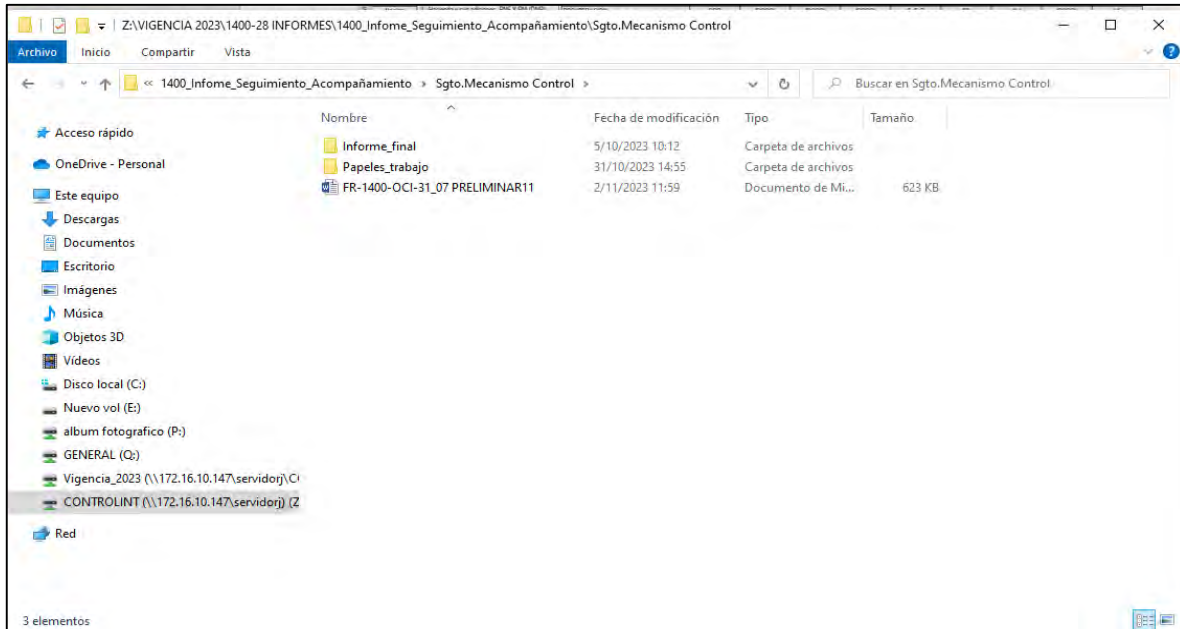 Z:\VIGENCIA 2023\1400-28 INFORMES\1400_Infome_Seguimiento_Acompañamiento\Sgto.Mecanismo Control
Archivo Inicio Compartir Vista
« 1400_Infome_Seguimiento_Acompañamiento › Sgto.Mecanismo Control ›
Buscar en Sgto.Mecanismo Control
Nombre Fecha de modificación Tipo Tamaño
Informe_final 5/10/2023 10:12 Carpeta de archivos
Papeles_trabajo 31/10/2023 14:55 Carpeta de archivos
FR-1400-OCI-31_07 PRELIMINAR11 2/11/2023 11:59 Documento de Mi... 623 KB
Acceso rápido
OneDrive - Personal
Este equipo
Descargas
Documentos
Escritorio
Imágenes
Música
Objetos 3D
Vídeos
Disco local (C:)
Nuevo vol (E:)
album fotografico (P:)
GENERAL (Q:)
Vigencia_2023 (\\172.16.10.147\servidorj\C
CONTROLINT (\\172.16.10.147\servidorj) (Z
Red
3 elementos